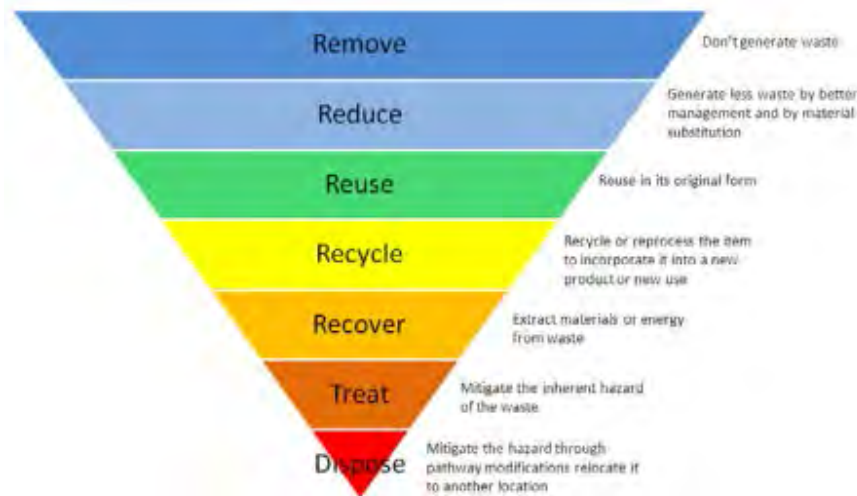 Remove
Don't generate waste
Reduce
Generate less waste by better
management and by material
substitution
Reuse
Reuse in its original form
Recycle
Recycle or reprocess the item
to incorporate it into a new
product or new use
Recover
Extract materials or energy
from waste
Treat
Mitigate the inherent hazard
of the waste
Dispose
Mitigate the hazard through
pathway modifications relocate it
to another location